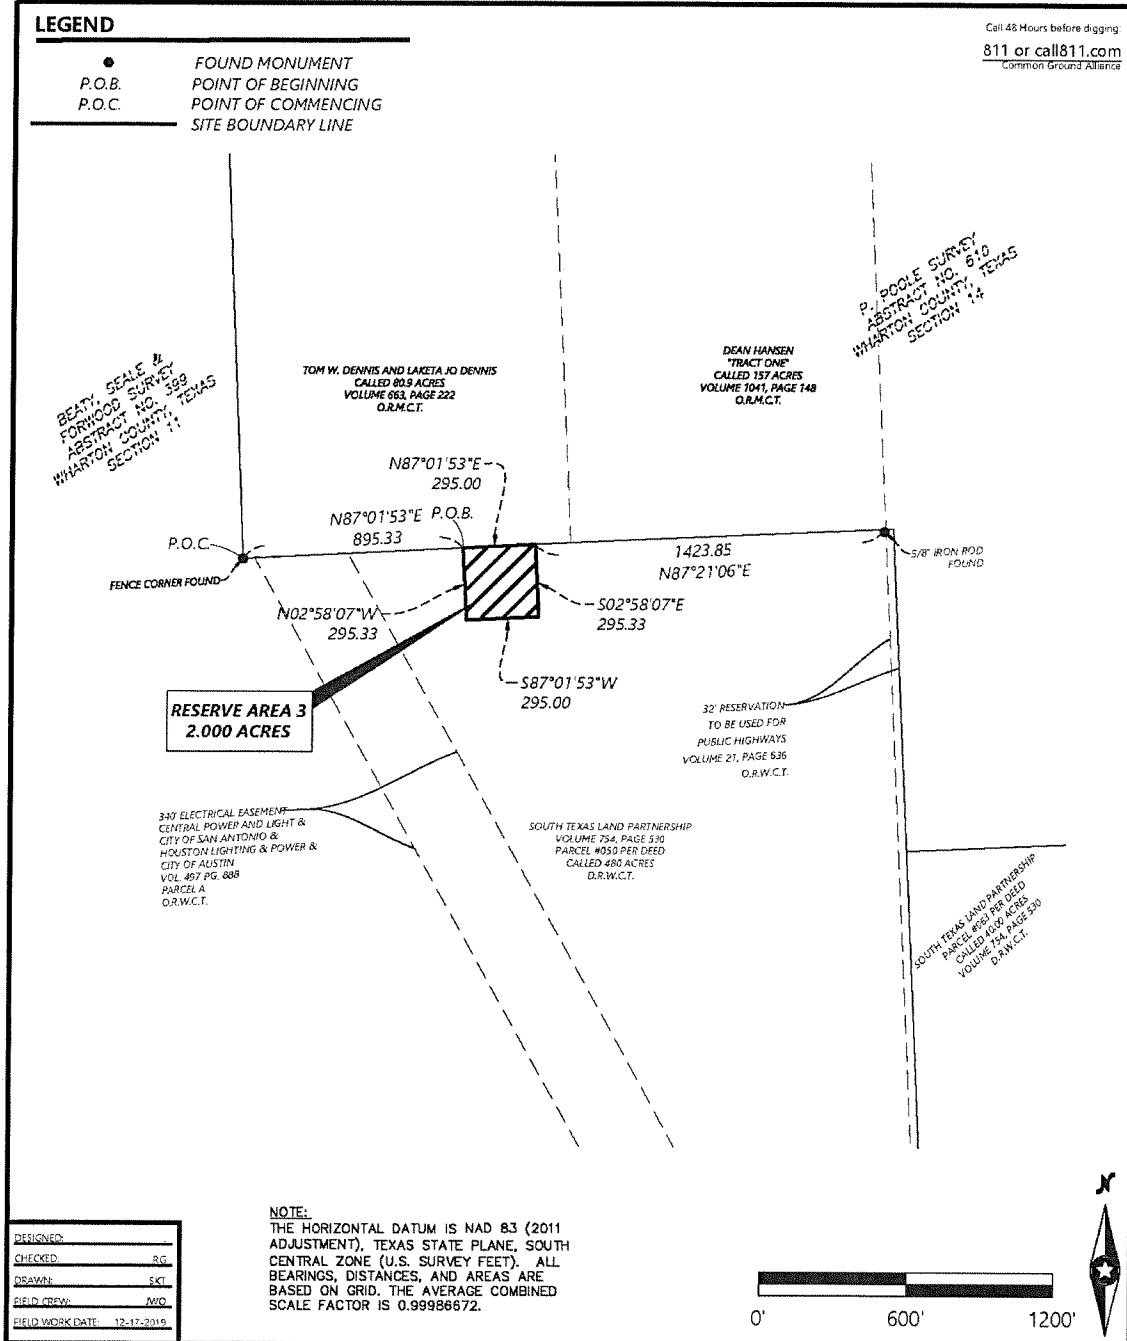 LEGEND
FOUND MONUMENT
P.O.B. POINT OF BEGINNING
P.O.C. POINT OF COMMENCING
SITE BOUNDARY LINE
Call 48 Hours before digging:
811 or call811.com
Common Ground Alliance
P. POOLE SURVEY
ABSTRACT NO. 610
WHARTON COUNTY, TEXAS
SECTION 14
BEATY, SEALE &
FORWOOD SURVEY
ABSTRACT NO. 399
WHARTON COUNTY, TEXAS
SECTION 11
TOM W. DENNIS AND LAKETA JO DENNIS
CALLED 80.9 ACRES
VOLUME 663, PAGE 222
O.R.M.C.T.
DEAN HANSEN
"TRACT ONE"
CALLED 157 ACRES
VOLUME 1041, PAGE 148
O.R.M.C.T.
N87°01'53"E
295.00
N87°01'53"E
895.33
P.O.B.
P.O.C.
FENCE CORNER FOUND
1423.85
N87°21'06"E
5/8" IRON ROD
FOUND
N02°58'07"W
295.33
S02°58'07"E
295.33
S87°01'53"W
295.00
RESERVE AREA 3
2.000 ACRES
32' RESERVATION
TO BE USED FOR
PUBLIC HIGHWAYS
VOLUME 21, PAGE 636
O.R.W.C.T.
340' ELECTRICAL EASEMENT
CENTRAL POWER AND LIGHT &
CITY OF SAN ANTONIO &
HOUSTON LIGHTING & POWER &
CITY OF AUSTIN
VOL. 497 PG. 888
PARCEL A
O.R.W.C.T.
SOUTH TEXAS LAND PARTNERSHIP
VOLUME 754, PAGE 530
PARCEL #050 PER DEED
CALLED 480 ACRES
D.R.W.C.T.
SOUTH TEXAS LAND PARTNERSHIP
PARCEL #063 PER DEED
CALLED 40.00 ACRES
VOLUME 754, PAGE 530
D.R.W.C.T.
NOTE:
THE HORIZONTAL DATUM IS NAD 83 (2011
ADJUSTMENT), TEXAS STATE PLANE, SOUTH
CENTRAL ZONE (U.S. SURVEY FEET). ALL
BEARINGS, DISTANCES, AND AREAS ARE
BASED ON GRID. THE AVERAGE COMBINED
SCALE FACTOR IS 0.99986672.
DESIGNED:
CHECKED: RG
DRAWN: SKT
FIELD CREW: JWO
FIELD WORK DATE: 12-17-2019
N
0' 600' 1200'